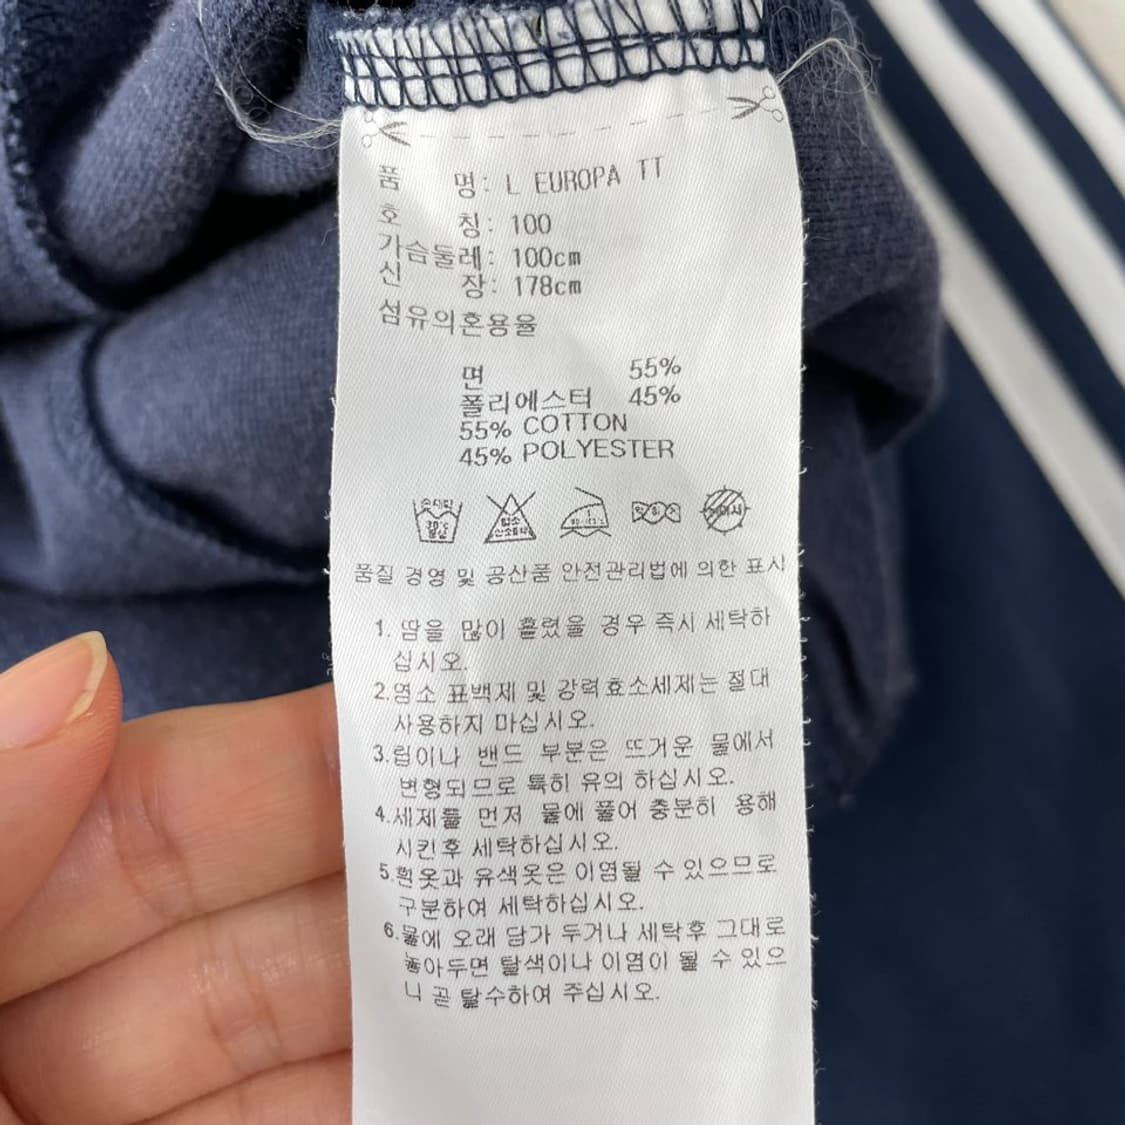 품 명: L EUROPA TT
호 칭: 100
가슴둘레: 100cm
신 장: 178cm
섬유의혼용율
면 55%
폴리에스터 45%
55% COTTON
45% POLYESTER
손세탁 30℃ 중성
염소
품질 경영 및 공산품 안전관리법에 의한 표시
1. 땀을 많이 흘렸을 경우 즉시 세탁하
십시오.
2.염소 표백제 및 강력효소세제는 절대
사용하지 마십시오.
3.립이나 밴드 부분은 뜨거운 물에서
변형되므로 특히 유의 하십시오.
4.세제를 먼저 물에 풀어 충분히 용해
시킨후 세탁하십시오.
5.흰옷과 유색옷은 이염될 수 있으므로
구분하여 세탁하십시오.
6.물에 오래 담가 두거나 세탁후 그대로
놓아두면 탈색이나 이염이 될 수 있으
니 곧 탈수하여 주십시오.